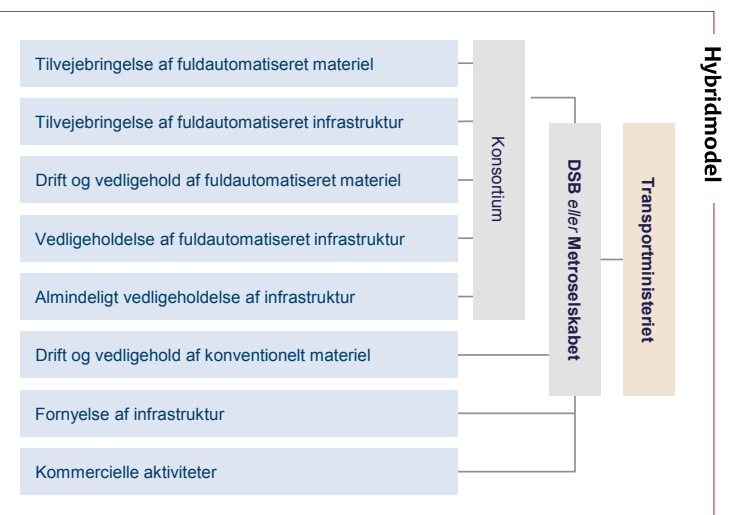 Hybridmodel
Tilvejebringelse af fuldautomatiseret materiel
Tilvejebringelse af fuldautomatiseret infrastruktur
Drift og vedligehold af fuldautomatiseret materiel
Vedligeholdelse af fuldautomatiseret infrastruktur
Almindeligt vedligeholdelse af infrastruktur
Drift og vedligehold af konventionelt materiel
Fornyelse af infrastruktur
Kommercielle aktiviteter
Konsortium
DSB eller Metroselskabet
Transportministeriet